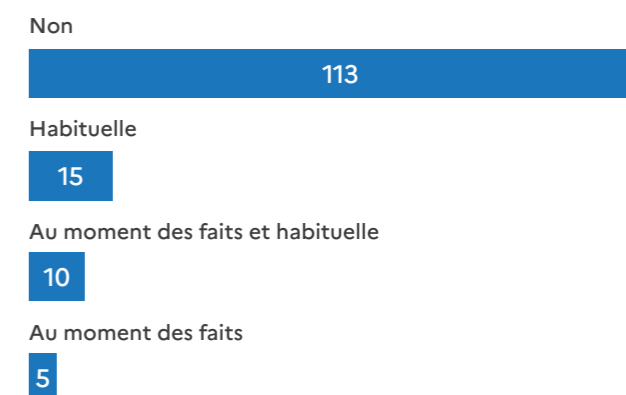 Non
113
Habituelle
15
Au moment des faits et habituelle
10
Au moment des faits
5